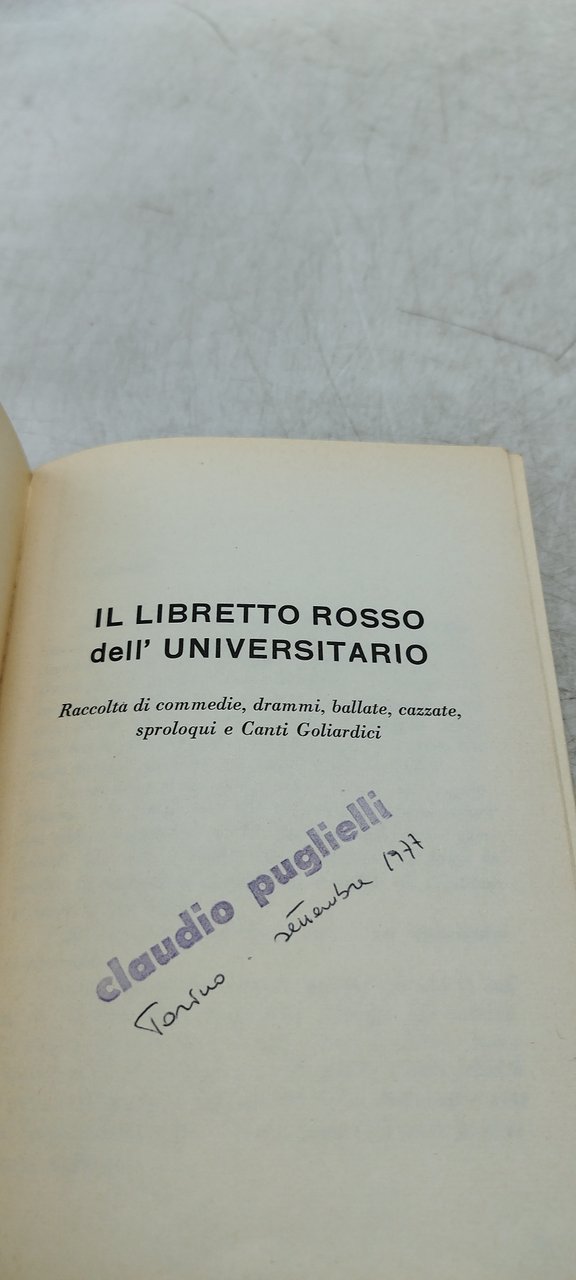 IL LIBRETTO ROSSO
dell' UNIVERSITARIO
Raccolta di commedie, drammi, ballate, cazzate,
sproloqui e Canti Goliardici
claudio puglielli
Torino - settembre 1977